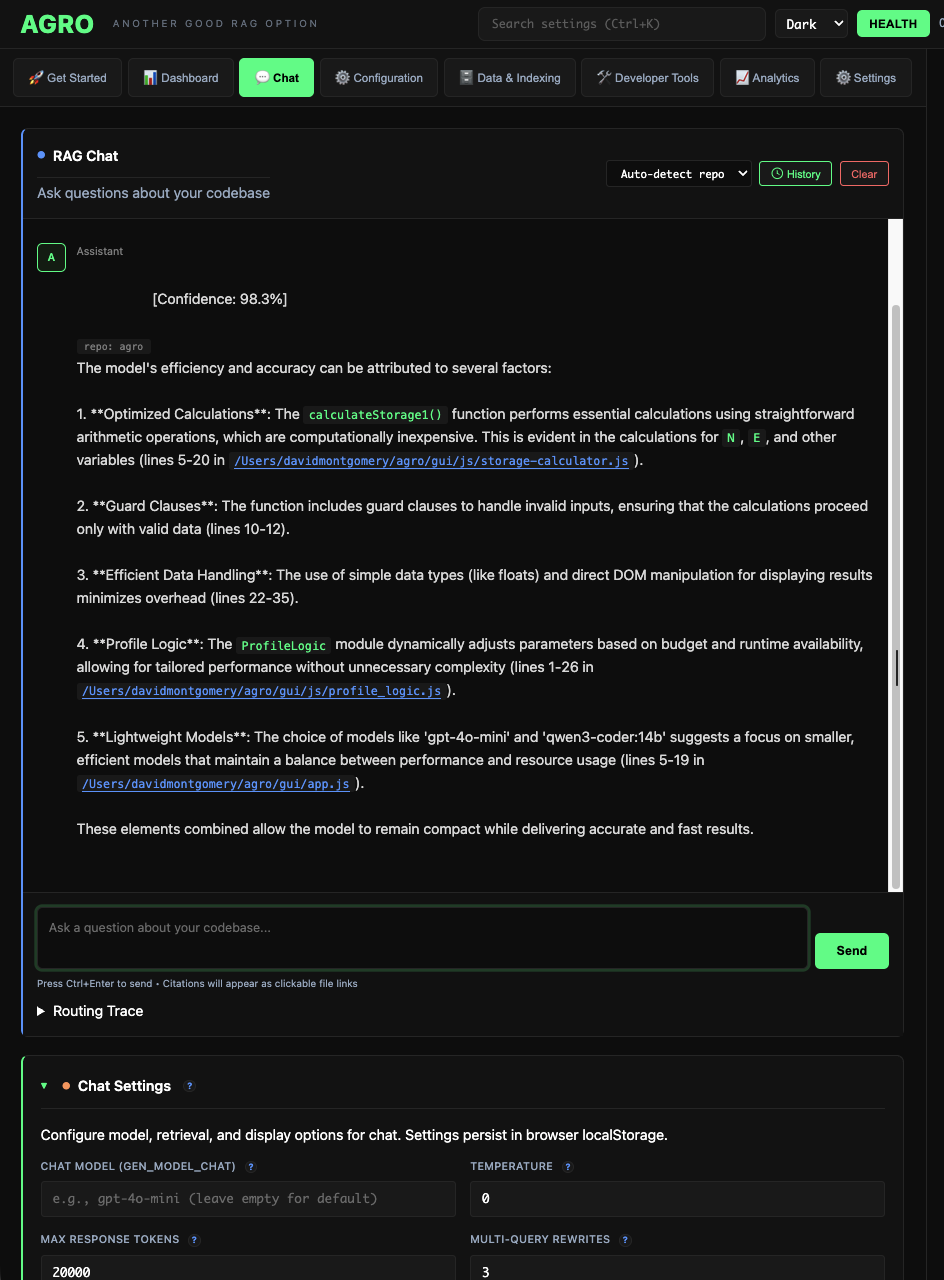 AGRO ANOTHER GOOD RAG OPTION Search settings (Ctrl+K) Dark HEALTH
Get Started Dashboard Chat Configuration Data & Indexing Developer Tools Analytics Settings
RAG Chat
Ask questions about your codebase
Auto-detect repo History Clear
A Assistant
[Confidence: 98.3%]
repo: agro
The model's efficiency and accuracy can be attributed to several factors:
1. **Optimized Calculations**: The calculateStorage1() function performs essential calculations using straightforward
arithmetic operations, which are computationally inexpensive. This is evident in the calculations for N , E , and other
variables (lines 5-20 in /Users/davidmontgomery/agro/gui/js/storage-calculator.js ).
2. **Guard Clauses**: The function includes guard clauses to handle invalid inputs, ensuring that the calculations proceed
only with valid data (lines 10-12).
3. **Efficient Data Handling**: The use of simple data types (like floats) and direct DOM manipulation for displaying results
minimizes overhead (lines 22-35).
4. **Profile Logic**: The ProfileLogic module dynamically adjusts parameters based on budget and runtime availability,
allowing for tailored performance without unnecessary complexity (lines 1-26 in
/Users/davidmontgomery/agro/gui/js/profile_logic.js ).
5. **Lightweight Models**: The choice of models like 'gpt-4o-mini' and 'qwen3-coder:14b' suggests a focus on smaller,
efficient models that maintain a balance between performance and resource usage (lines 5-19 in
/Users/davidmontgomery/agro/gui/app.js ).
These elements combined allow the model to remain compact while delivering accurate and fast results.
Ask a question about your codebase...
Send
Press Ctrl+Enter to send • Citations will appear as clickable file links
Routing Trace
Chat Settings ?
Configure model, retrieval, and display options for chat. Settings persist in browser localStorage.
CHAT MODEL (GEN_MODEL_CHAT) ? TEMPERATURE ?
e.g., gpt-4o-mini (leave empty for default) 0
MAX RESPONSE TOKENS ? MULTI-QUERY REWRITES ?
20000 3